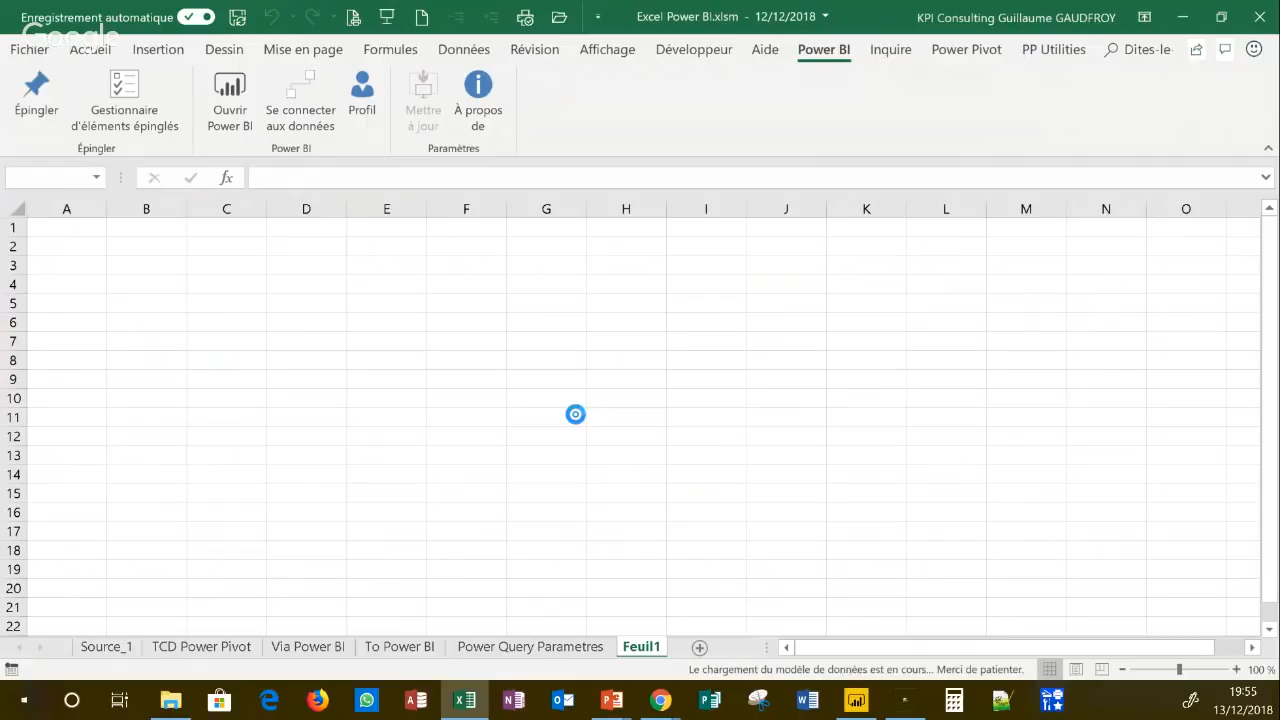 Enregistrement automatique
Excel Power BI.xlsm - 12/12/2018
KPI Consulting Guillaume GAUDFROY
Google
Fichier Accueil Insertion Dessin Mise en page Formules Données Révision Affichage Développeur Aide Power BI Inquire Power Pivot PP Utilities Dites-le
Épingler
Gestionnaire
d'éléments épinglés
Ouvrir
Power BI
Se connecter
aux données
Profil
Mettre
à jour
À propos
de
Épingler Power BI Paramètres
fx
A B C D E F G H I J K L M N O
1
2
3
4
5
6
7
8
9
10
11
12
13
14
15
16
17
18
19
20
21
22
Source_1 TCD Power Pivot Via Power BI To Power BI Power Query Parametres Feuil1
Le chargement du modèle de données est en cours... Merci de patienter.
100 %
19:55
13/12/2018